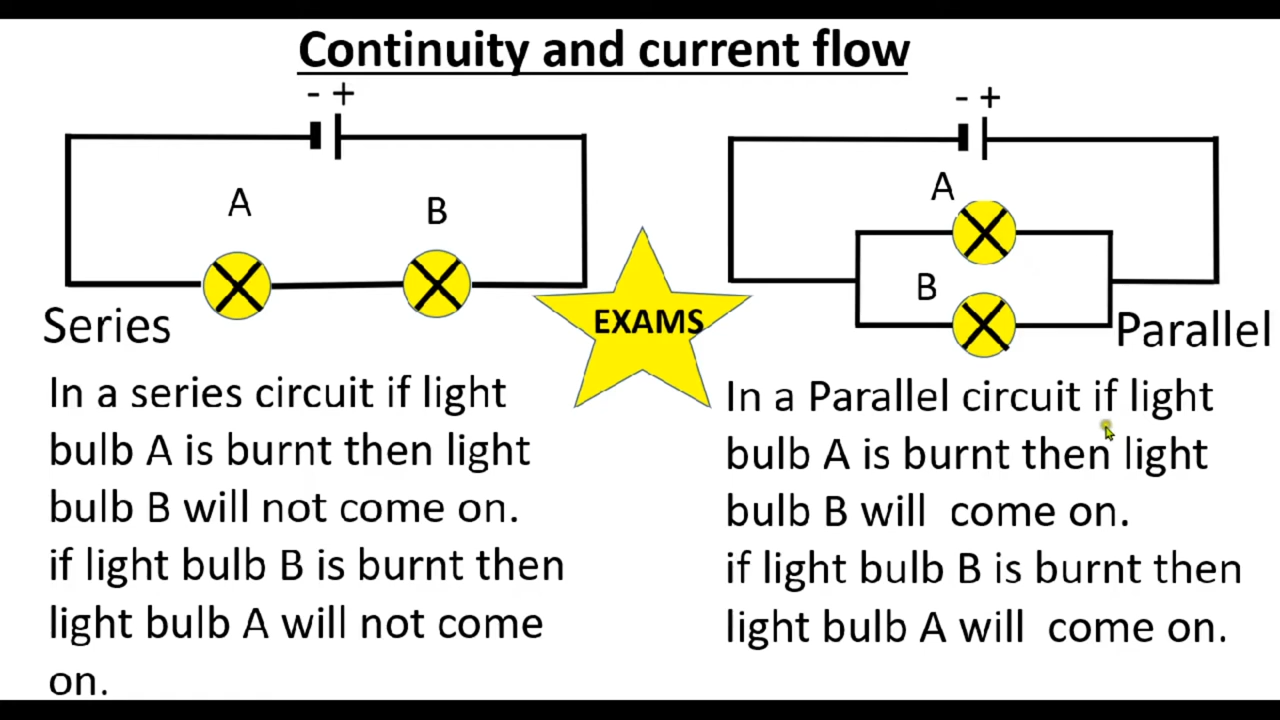 Continuity and current flow
- +
A
B
Series
In a series circuit if light
bulb A is burnt then light
bulb B will not come on.
if light bulb B is burnt then
light bulb A will not come
on.
EXAMS
- +
A
B
Parallel
In a Parallel circuit if light
bulb A is burnt then light
bulb B will come on.
if light bulb B is burnt then
light bulb A will come on.